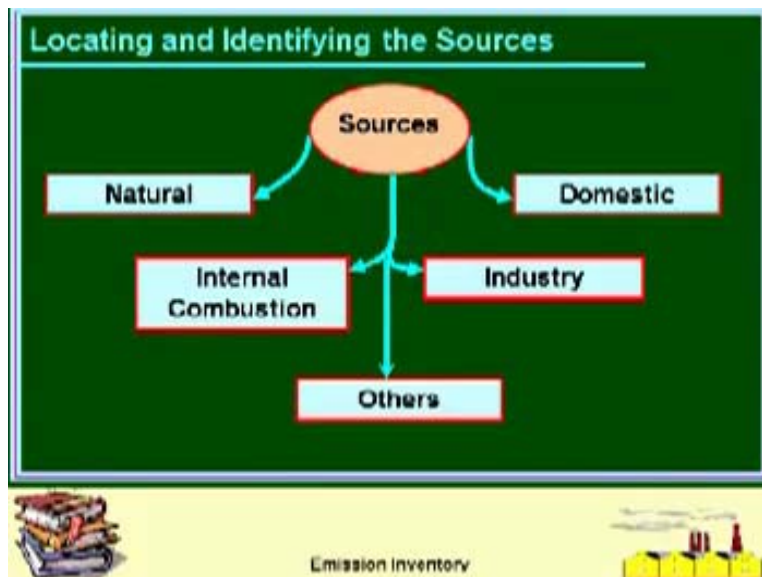 Locating and Identifying the Sources
Sources
Natural
Domestic
Internal
Combustion
Industry
Others
Emission Inventory